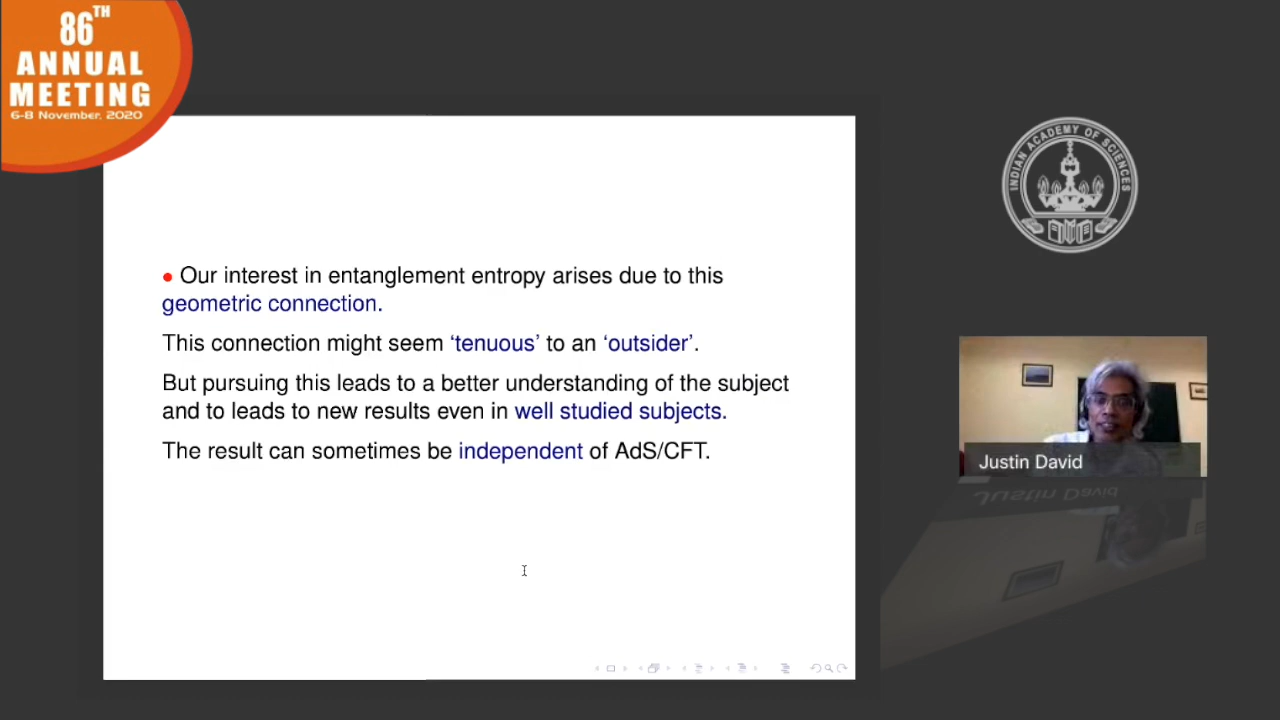 86TH
ANNUAL
MEETING
6-8 November, 2020
INDIAN ACADEMY OF SCIENCES
• Our interest in entanglement entropy arises due to this
geometric connection.
This connection might seem ‘tenuous’ to an ‘outsider’.
But pursuing this leads to a better understanding of the subject
and to leads to new results even in well studied subjects.
The result can sometimes be independent of AdS/CFT.
Justin David
Justin David